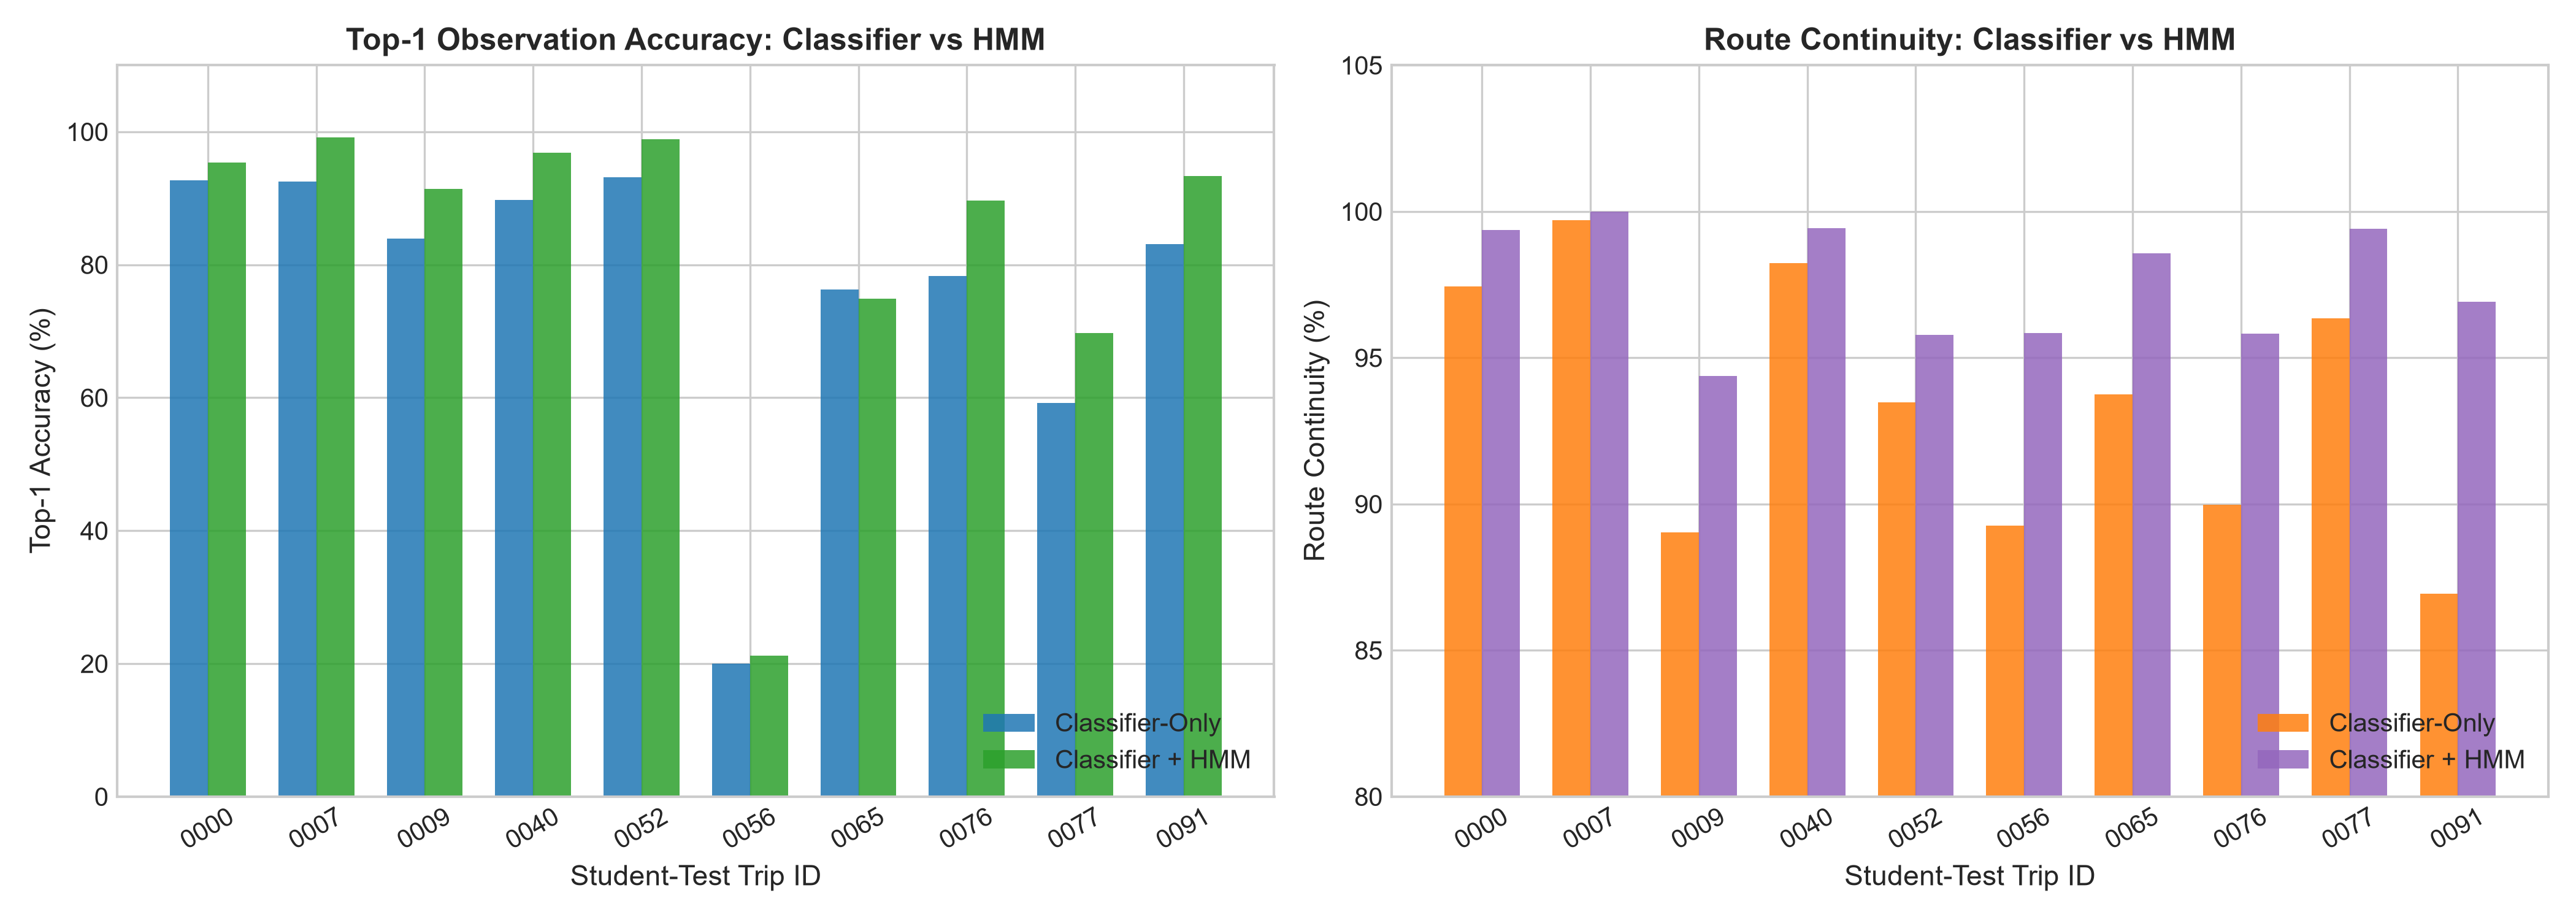 Top-1 Observation Accuracy: Classifier vs HMM
Top-1 Accuracy (%)
100
80
60
40
20
0
Classifier-Only
Classifier + HMM
0000 0007 0009 0040 0052 0056 0065 0076 0077 0091
Student-Test Trip ID
Route Continuity: Classifier vs HMM
Route Continuity (%)
105
100
95
90
85
80
Classifier-Only
Classifier + HMM
0000 0007 0009 0040 0052 0056 0065 0076 0077 0091
Student-Test Trip ID